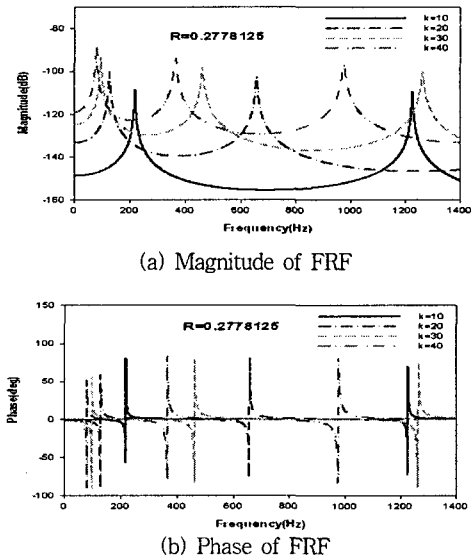 -80
-100
-120
-140
-160
Magnitude(dB)
R=0.2778125
k=10
k=20
k=30
k=40
0 200 400 600 800 1000 1200 1400
Frequency(Hz)
(a) Magnitude of FRF
150
100
50
0
-50
-100
Phase(deg)
R=0.2778125
k=10
k=20
k=30
k=40
0 200 400 600 800 1000 1200 1400
Frequency(Hz)
(b) Phase of FRF